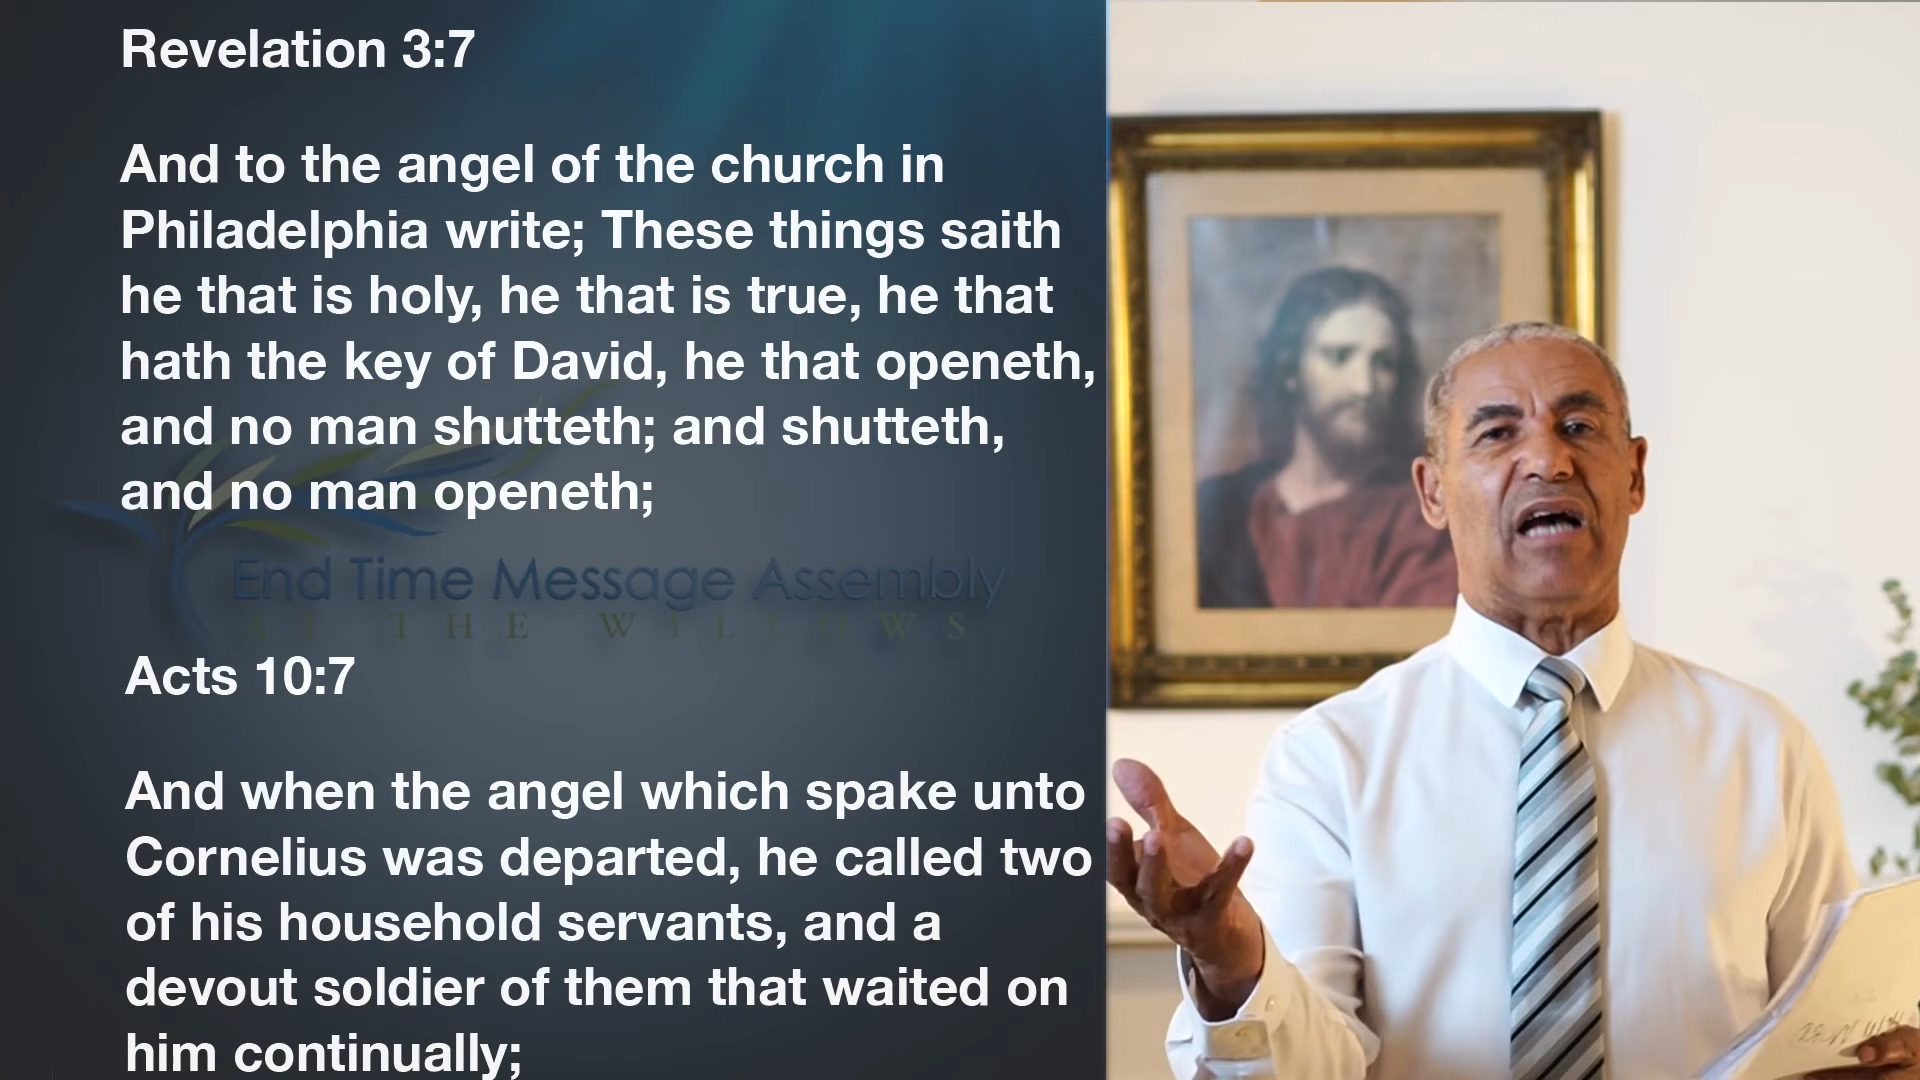 Revelation 3:7
And to the angel of the church in
Philadelphia write; These things saith
he that is holy, he that is true, he that
hath the key of David, he that openeth,
and no man shutteth; and shutteth,
and no man openeth;
End Time Message Assembly
AT THE WILLOWS
Acts 10:7
And when the angel which spake unto
Cornelius was departed, he called two
of his household servants, and a
devout soldier of them that waited on
him continually;